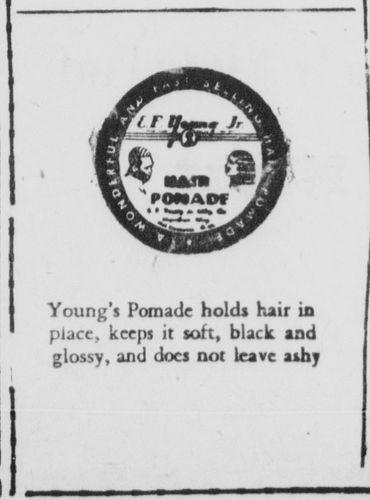 A WONDERFUL AND FAST SELLING HAIR POMADE
E. F. Young Jr
HAIR
POMADE
Young's Pomade holds hair in
place, keeps it soft, black and
glossy, and does not leave ashy